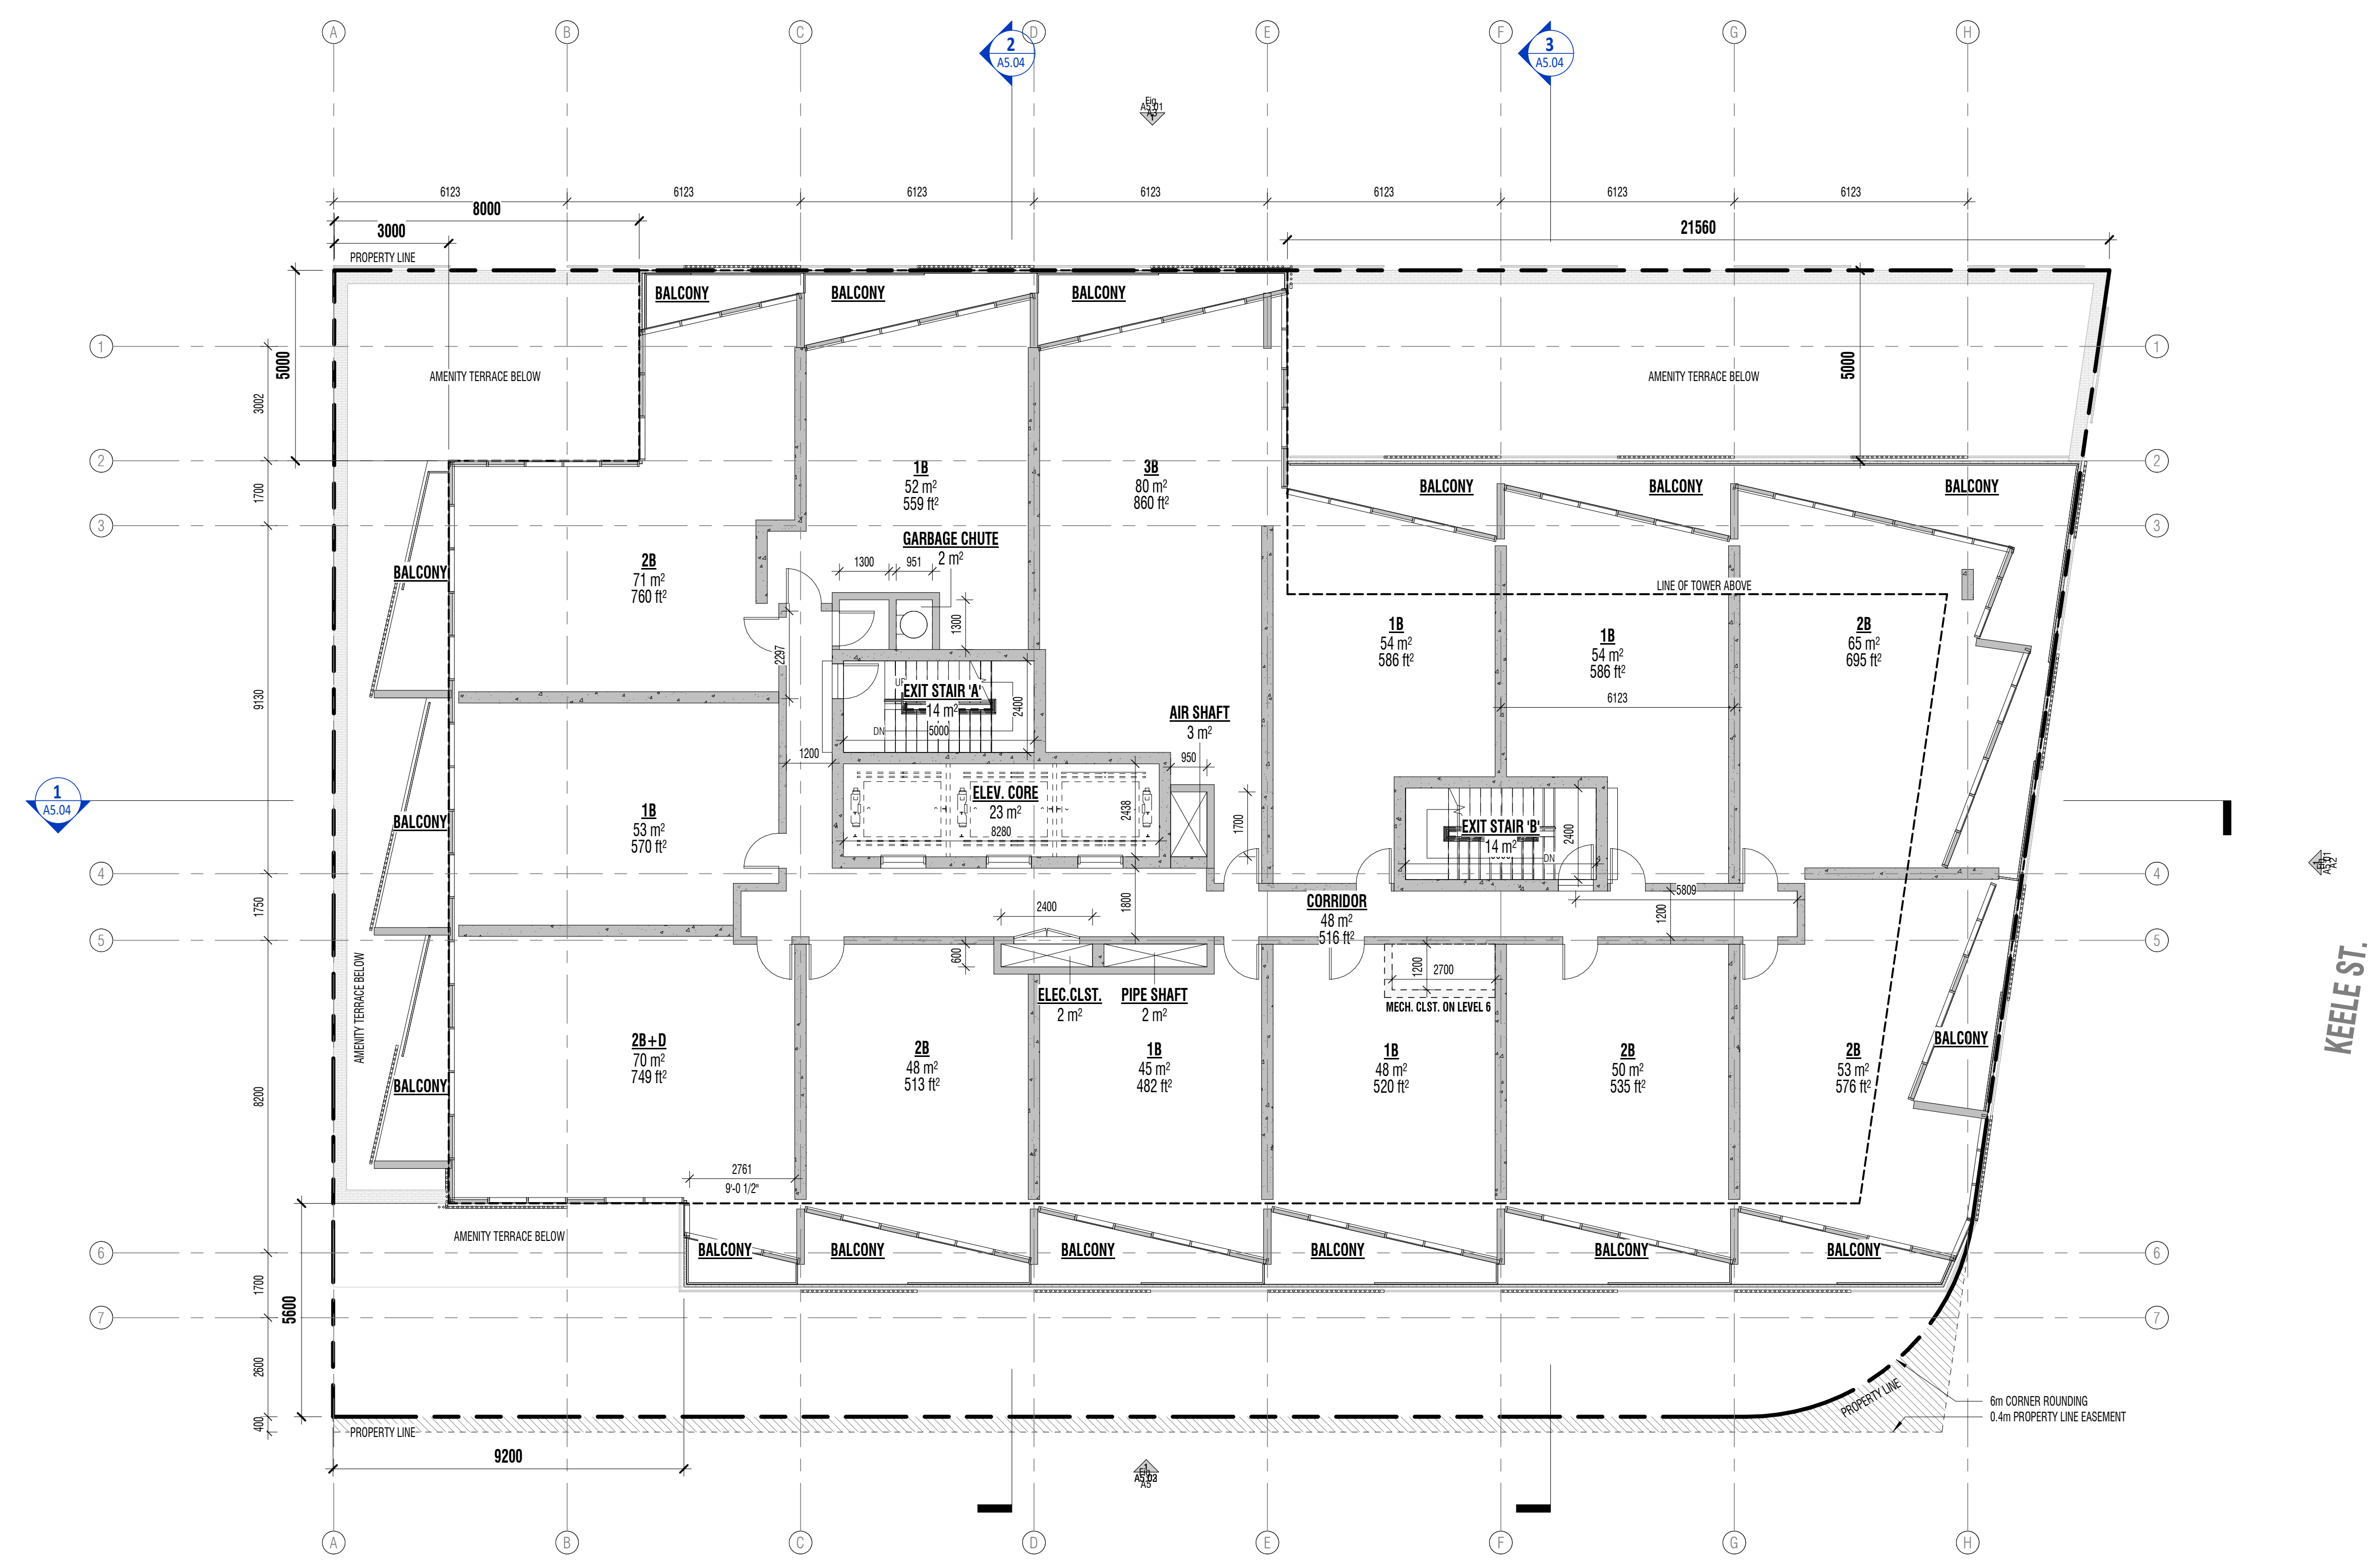 A
B
C
D
E
F
G
H
2
A5.04
3
A5.04
6123
6123
6123
6123
6123
6123
6123
8000
3000
21560
PROPERTY LINE
BALCONY
BALCONY
BALCONY
1
1
5000
5000
AMENITY TERRACE BELOW
AMENITY TERRACE BELOW
3002
2
2
1B
52 m²
559 ft²
3B
80 m²
860 ft²
BALCONY
BALCONY
BALCONY
1700
3
3
GARBAGE CHUTE
2 m²
1300
951
2B
71 m²
760 ft²
BALCONY
LINE OF TOWER ABOVE
1300
1B
54 m²
586 ft²
1B
54 m²
586 ft²
2B
65 m²
695 ft²
2297
6123
9130
UP
EXIT STAIR 'A'
14 m²
2400
DN
5000
AIR SHAFT
3 m²
1200
950
1
A5.04
BALCONY
1B
53 m²
570 ft²
ELEV. CORE
23 m²
8280
2438
1700
EXIT STAIR 'B'
14 m²
2400
DN
4
4
5809
1750
2400
1800
CORRIDOR
48 m²
516 ft²
1200
5
5
600
1200
2700
ELEC.CLST.
2 m²
PIPE SHAFT
2 m²
MECH. CLST. ON LEVEL 6
KEELE ST.
AMENITY TERRACE BELOW
BALCONY
2B+D
70 m²
749 ft²
2B
48 m²
513 ft²
1B
45 m²
482 ft²
1B
48 m²
520 ft²
2B
50 m²
535 ft²
2B
53 m²
576 ft²
BALCONY
8200
2761
9'-0 1/2"
AMENITY TERRACE BELOW
BALCONY
BALCONY
BALCONY
BALCONY
BALCONY
BALCONY
6
6
1700
5600
7
7
2600
400
PROPERTY LINE
PROPERTY LINE
6m CORNER ROUNDING
0.4m PROPERTY LINE EASEMENT
9200
A
B
C
D
E
F
G
H